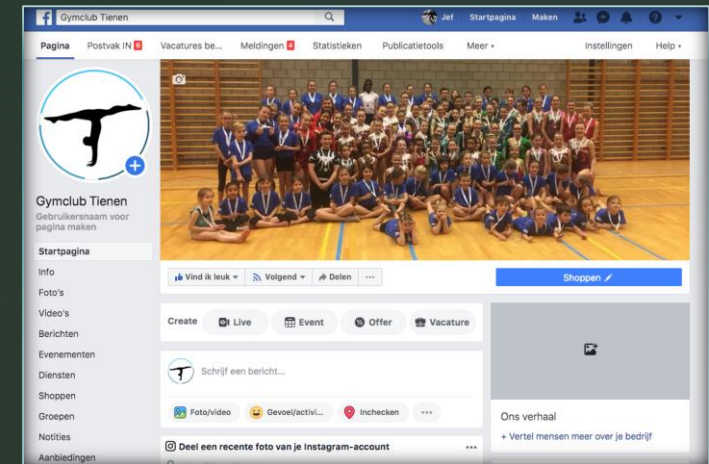 Gymclub Tienen
Jef Startpagina Maken
Pagina Postvak IN 8 Vacatures be... Meldingen 4 Statistieken Publicatietools Meer Instellingen Help
Gymclub Tienen
Gebruikersnaam voor
pagina maken
Startpagina
Info
Foto's
Video's
Berichten
Evenementen
Diensten
Shoppen
Groepen
Notities
Aanbiedingen
Vind ik leuk Volgend Delen ... Shoppen
Create Live Event Offer Vacature
Schrijf een bericht...
Foto/video Gevoel/activi... Inchecken ...
Deel een recente foto van je Instagram-account ...
Ons verhaal
+ Vertel mensen meer over je bedrijf